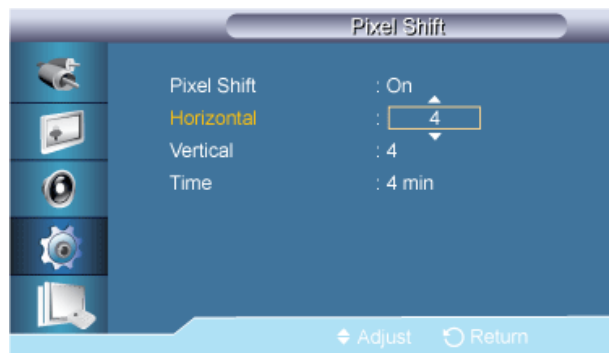 Pixel Shift
Pixel Shift : On
Horizontal : 4
Vertical : 4
Time : 4 min
Adjust Return